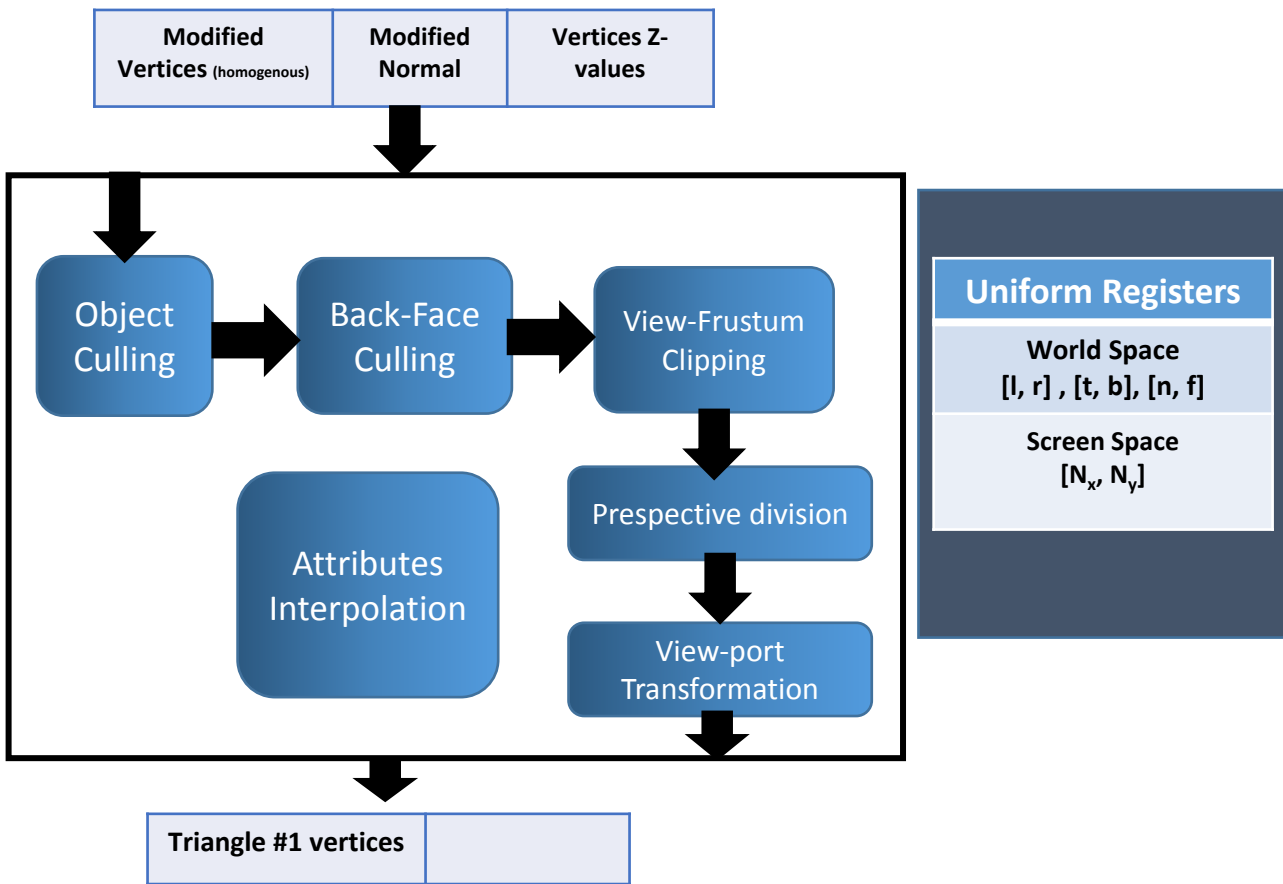 Modified
Vertices (homogenous)
Modified
Normal
Vertices Z-
values
Object
Culling
Back-Face
Culling
View-Frustum
Clipping
Uniform Registers
World Space
[l, r] , [t, b], [n, f]
Screen Space
[Nx, Ny]
Attributes
Interpolation
Prespective division
View-port
Transformation
Triangle #1 vertices